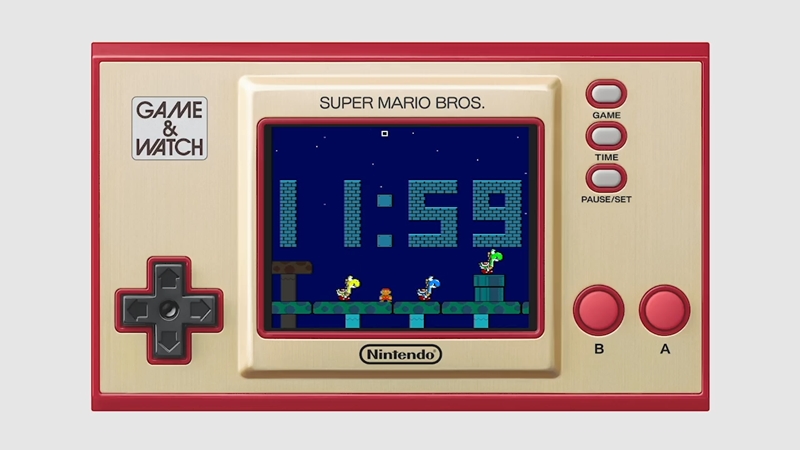 SUPER MARIO BROS.
GAME
&
WATCH
GAME
TIME
PAUSE/SET
11:59
B
A
Nintendo